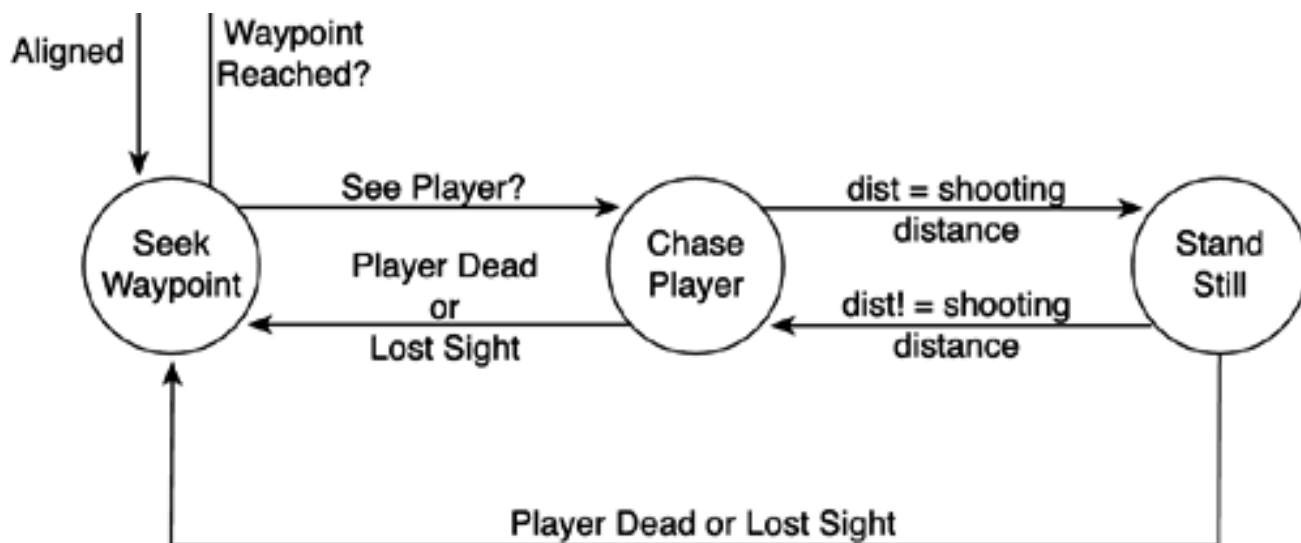 Aligned
Waypoint
Reached?
See Player?
dist = shooting
distance
Seek
Waypoint
Player Dead
or
Lost Sight
Chase
Player
dist! = shooting
distance
Stand
Still
Player Dead or Lost Sight